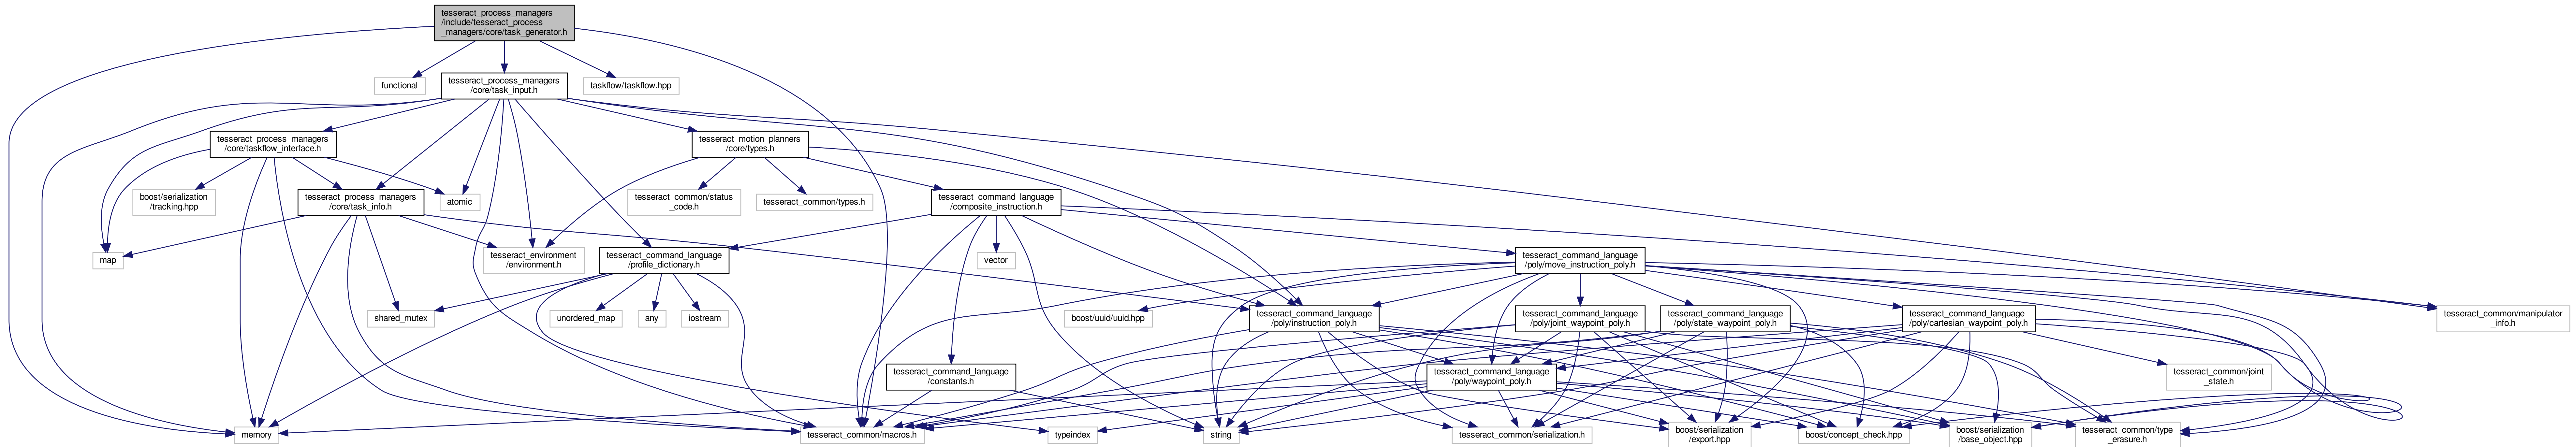 tesseract_process_managers
/include/tesseract_process
_managers/core/task_generator.h
functional
tesseract_process_managers
/core/task_input.h
taskflow/taskflow.hpp
tesseract_process_managers
/core/taskflow_interface.h
tesseract_motion_planners
/core/types.h
boost/serialization
/tracking.hpp
tesseract_process_managers
/core/task_info.h
atomic
tesseract_common/status
_code.h
tesseract_common/types.h
tesseract_command_language
/composite_instruction.h
map
tesseract_environment
/environment.h
tesseract_command_language
/profile_dictionary.h
vector
tesseract_command_language
/poly/move_instruction_poly.h
shared_mutex
unordered_map
any
iostream
boost/uuid/uuid.hpp
tesseract_command_language
/poly/instruction_poly.h
tesseract_command_language
/poly/joint_waypoint_poly.h
tesseract_command_language
/poly/state_waypoint_poly.h
tesseract_command_language
/poly/cartesian_waypoint_poly.h
tesseract_common/manipulator
_info.h
tesseract_command_language
/constants.h
tesseract_command_language
/poly/waypoint_poly.h
tesseract_common/joint
_state.h
memory
tesseract_common/macros.h
typeindex
string
tesseract_common/serialization.h
boost/serialization
/export.hpp
boost/concept_check.hpp
boost/serialization
/base_object.hpp
tesseract_common/type
_erasure.h